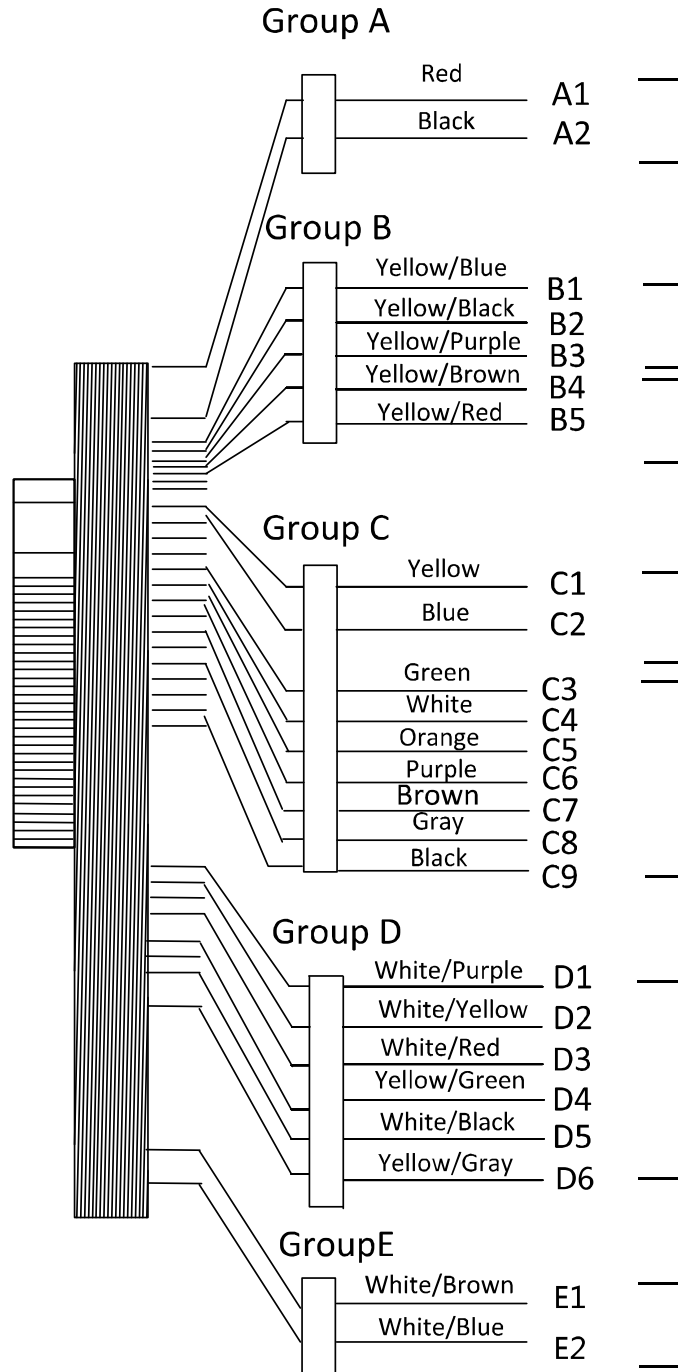 Group A
Red A1
Black A2
Group B
Yellow/Blue B1
Yellow/Black B2
Yellow/Purple B3
Yellow/Brown B4
Yellow/Red B5
Group C
Yellow C1
Blue C2
Green C3
White C4
Orange C5
Purple C6
Brown C7
Gray C8
Black C9
Group D
White/Purple D1
White/Yellow D2
White/Red D3
Yellow/Green D4
White/Black D5
Yellow/Gray D6
GroupE
White/Brown E1
White/Blue E2